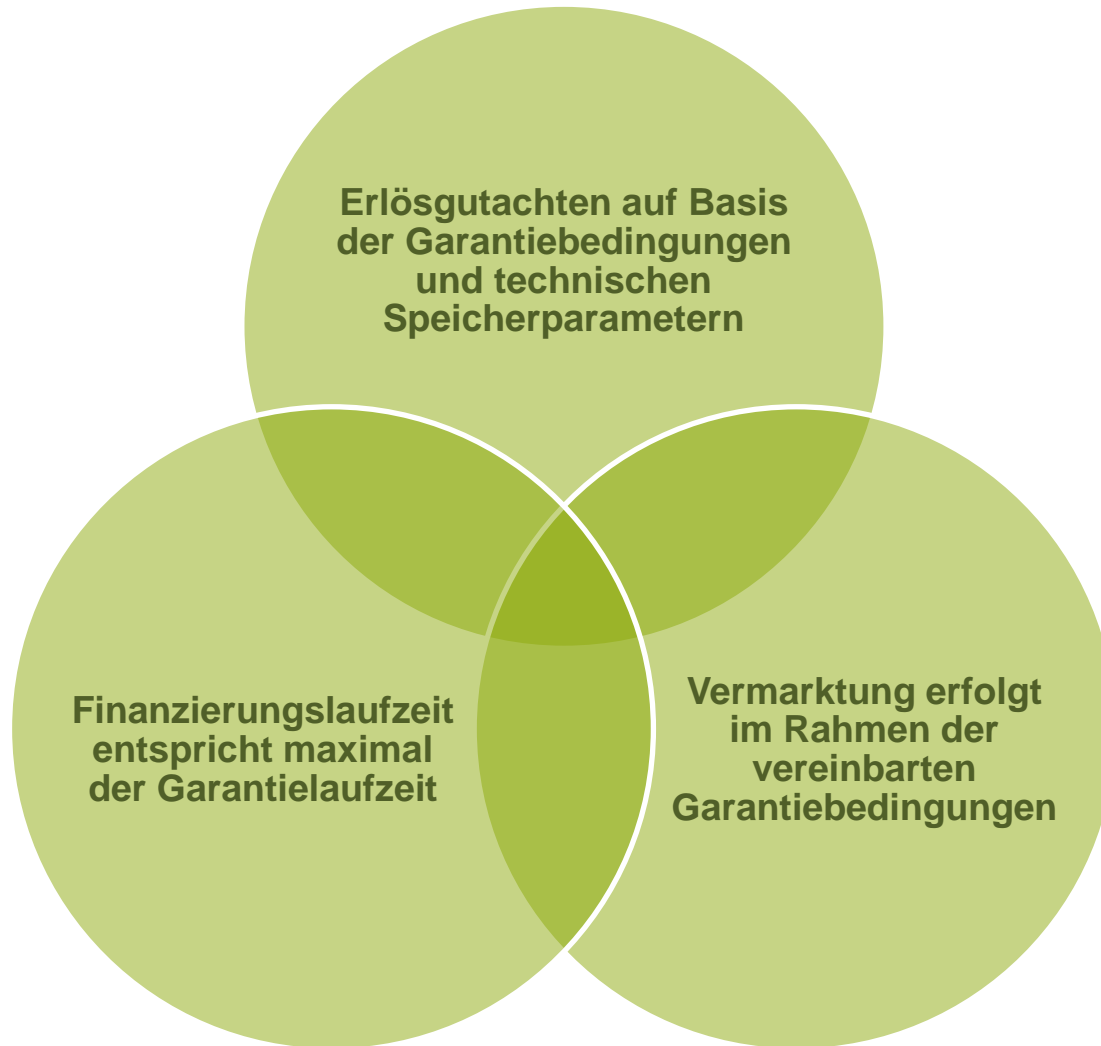 Erlösgutachten auf Basis
der Garantiebedingungen
und technischen
Speicherparametern
Finanzierungslaufzeit
entspricht maximal
der Garantielaufzeit
Vermarktung erfolgt
im Rahmen der
vereinbarten
Garantiebedingungen